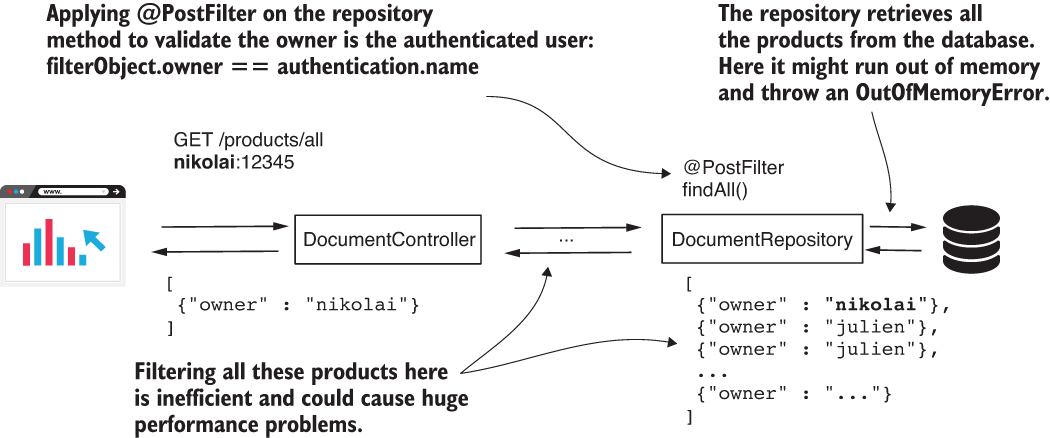 Applying @PostFilter on the repository
method to validate the owner is the authenticated user:
filterObject.owner == authentication.name
The repository retrieves all
the products from the database.
Here it might run out of memory
and throw an OutOfMemoryError.
GET /products/all
nikolai:12345
@PostFilter
findAll()
www.
DocumentController
...
DocumentRepository
[
{"owner" : "nikolai"}
]
[
{"owner" : "nikolai"},
{"owner" : "julien"},
{"owner" : "julien"},
...
{"owner" : "..."}
]
Filtering all these products here
is inefficient and could cause huge
performance problems.